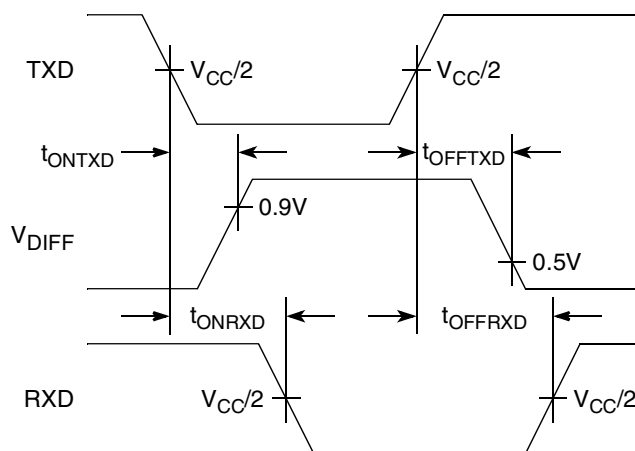 TXD
V_CC/2
V_CC/2
t_ONTXD
t_OFFTXD
V_DIFF
0.9V
0.5V
t_ONRXD
t_OFFRXD
RXD
V_CC/2
V_CC/2